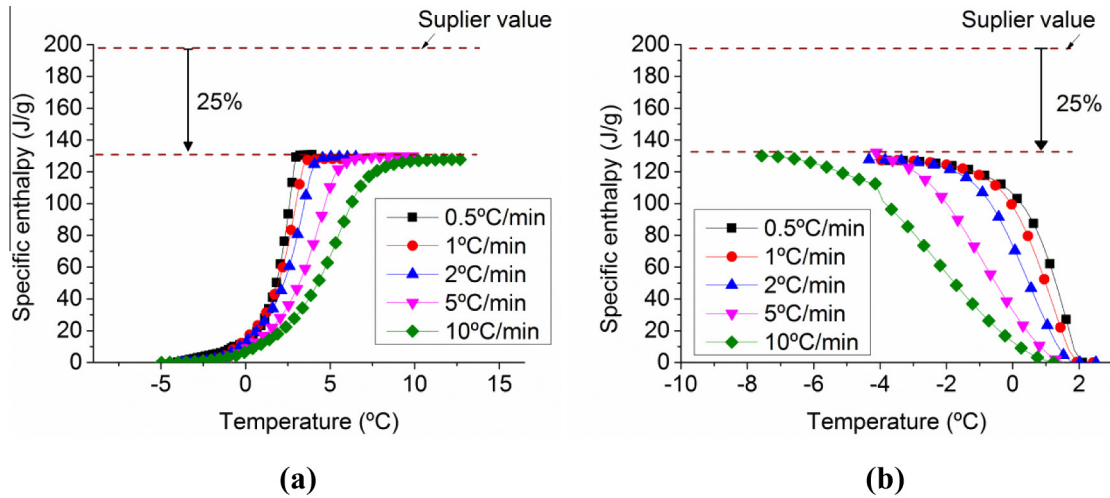 Suplier value
200
180
160
140
120
100
80
60
40
20
0
Specific enthalpy (J/g)
25%
0.5ºC/min
1ºC/min
2ºC/min
5ºC/min
10ºC/min
-5
0
5
10
15
Temperature (ºC)
(a)
Suplier value
200
180
160
140
120
100
80
60
40
20
0
Specific enthalpy (J/g)
25%
0.5ºC/min
1ºC/min
2ºC/min
5ºC/min
10ºC/min
-10
-8
-6
-4
-2
0
2
Temperature (ºC)
(b)